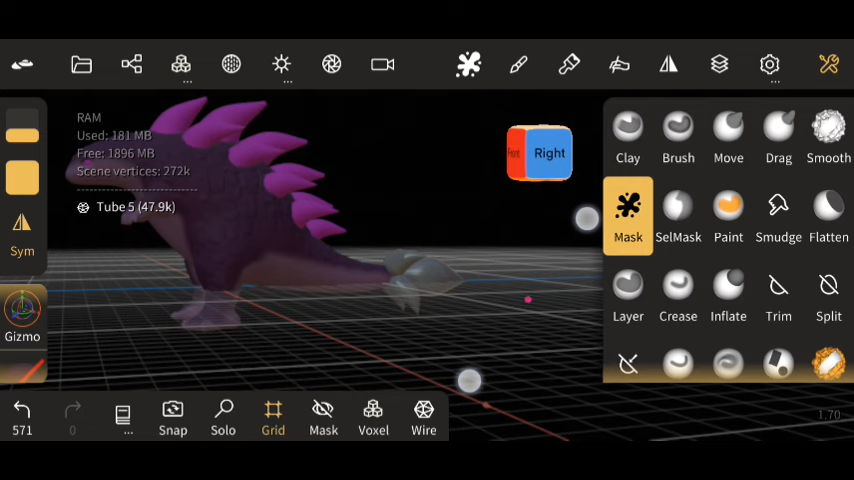 RAM
Used: 181 MB
Free: 1896 MB
Scene vertices: 272k
Tube 5 (47.9k)
Front
Right
Sym
Gizmo
Clay
Brush
Move
Drag
Smooth
Mask
SelMask
Paint
Smudge
Flatten
Layer
Crease
Inflate
Trim
Split
571
0
Snap
Solo
Grid
Mask
Voxel
Wire
1.70